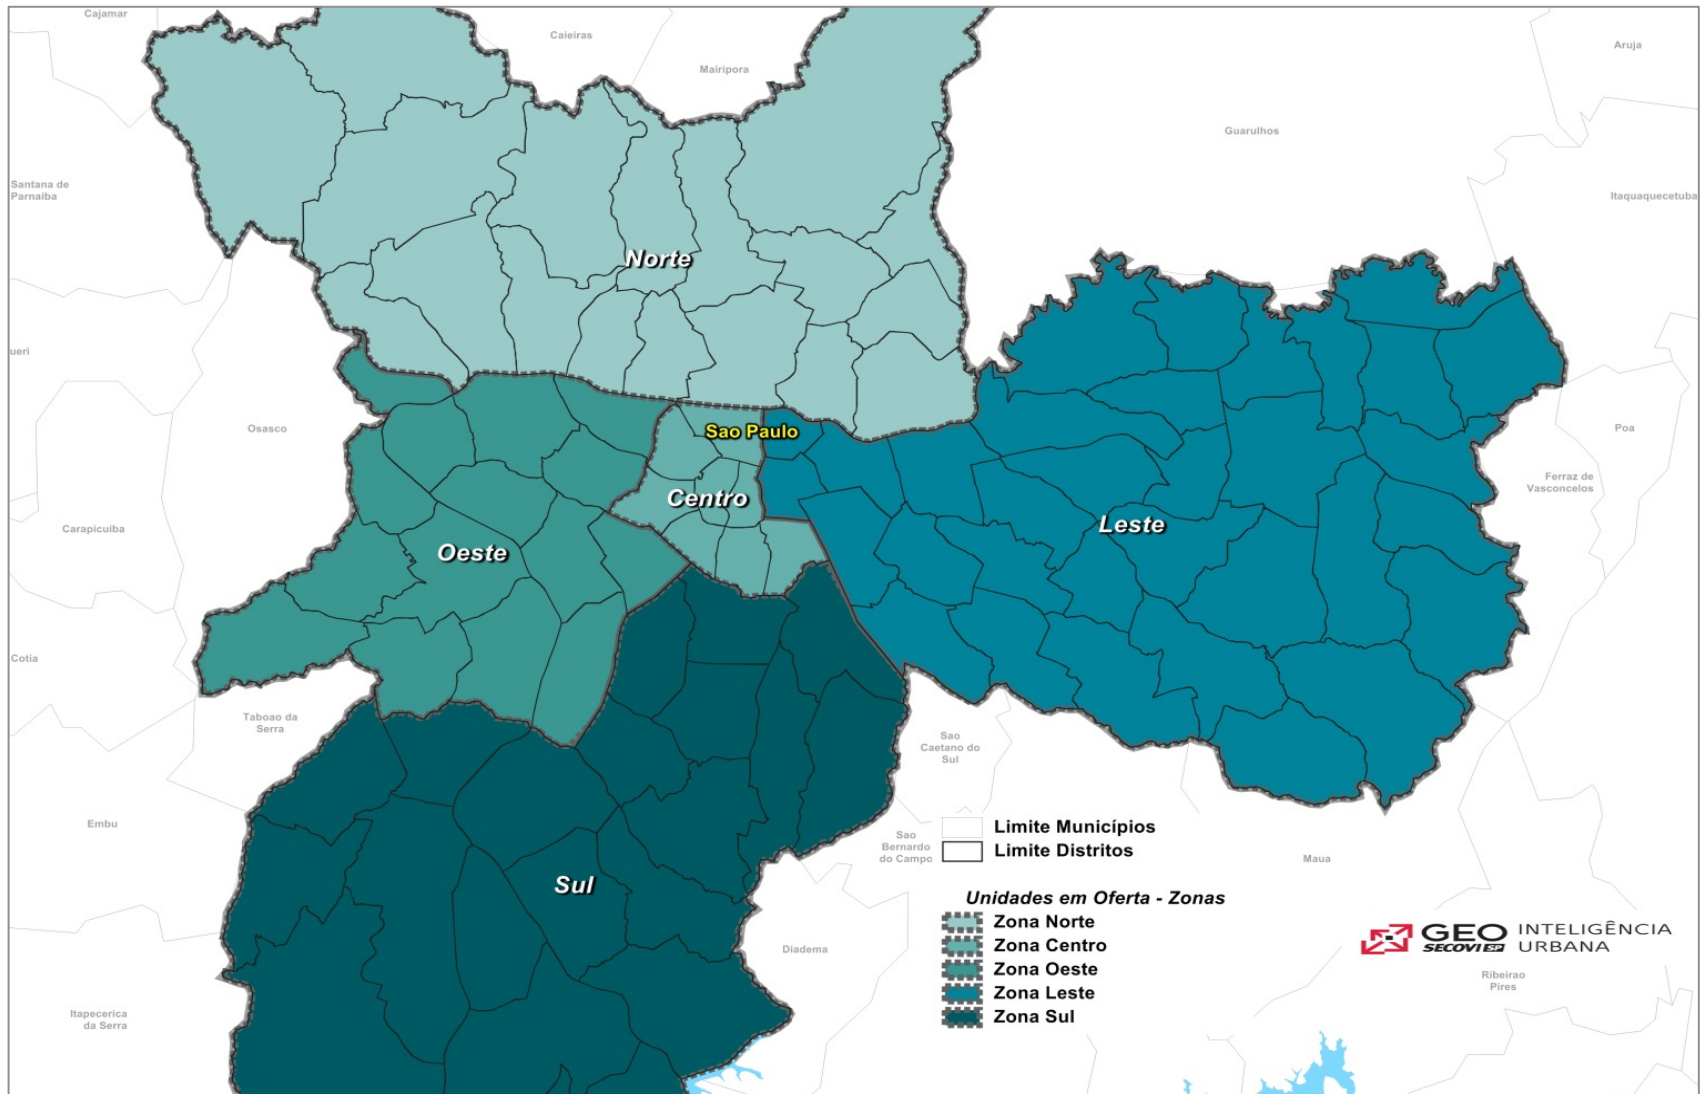 Cajamar
Caieiras
Mairipora
Aruja
Guarulhos
Santana de
Parnaiba
Itaquaquecetuba
Norte
ueri
Osasco
Sao Paulo
Poa
Ferraz de
Vasconcelos
Centro
Carapicuiba
Leste
Oeste
Cotia
Taboao da
Serra
Sao
Caetano do
Sul
Embu
Sao
Bernardo
do Campo
Limite Municípios
Limite Distritos
Maua
Sul
Unidades em Oferta - Zonas
Zona Norte
Zona Centro
Zona Oeste
Zona Leste
Zona Sul
GEO
SECOVI SP
INTELIGÊNCIA
URBANA
Diadema
Ribeirao
Pires
Itapecerica
da Serra